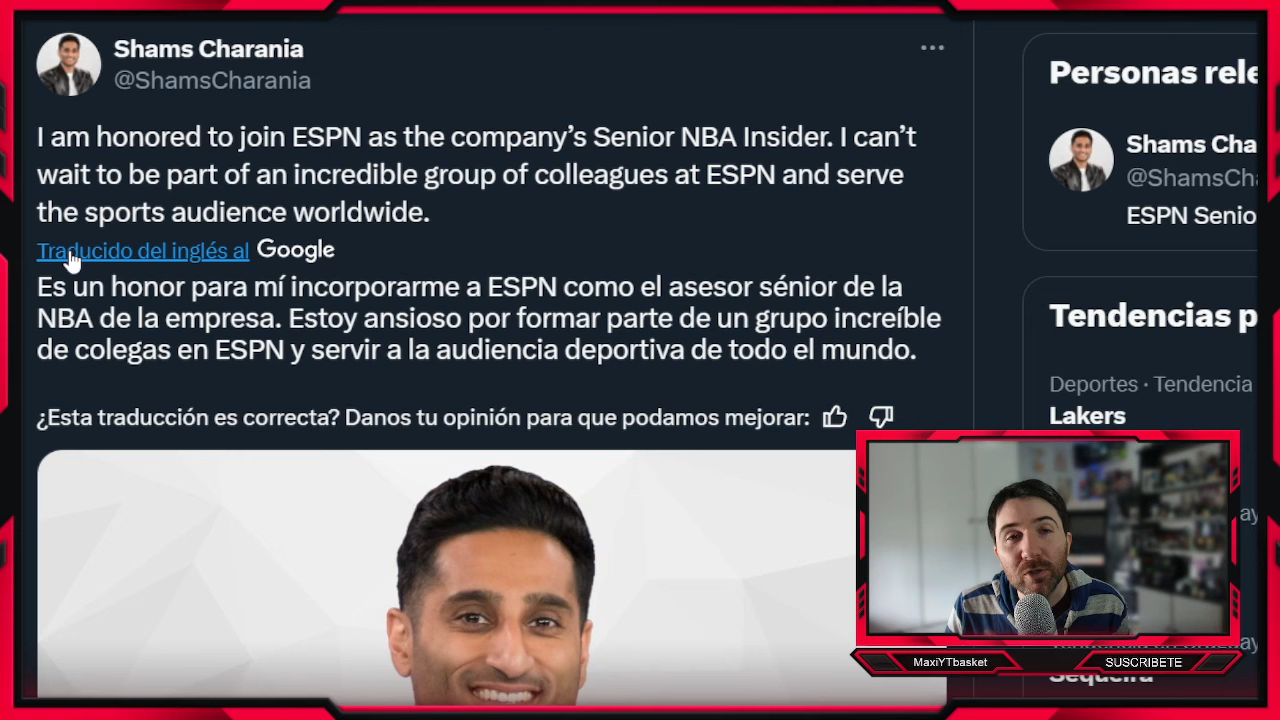 Shams Charania
@ShamsCharania
I am honored to join ESPN as the company’s Senior NBA Insider. I can’t
wait to be part of an incredible group of colleagues at ESPN and serve
the sports audience worldwide.
Traducido del inglés al Google
Es un honor para mí incorporarme a ESPN como el asesor sénior de la
NBA de la empresa. Estoy ansioso por formar parte de un grupo increíble
de colegas en ESPN y servir a la audiencia deportiva de todo el mundo.
¿Esta traducción es correcta? Danos tu opinión para que podamos mejorar:
Personas rele
Shams Cha
@ShamsCha
ESPN Senio
Tendencias p
Deportes · Tendencia
Lakers
MaxiYTbasket
SUSCRIBETE
Sequeira